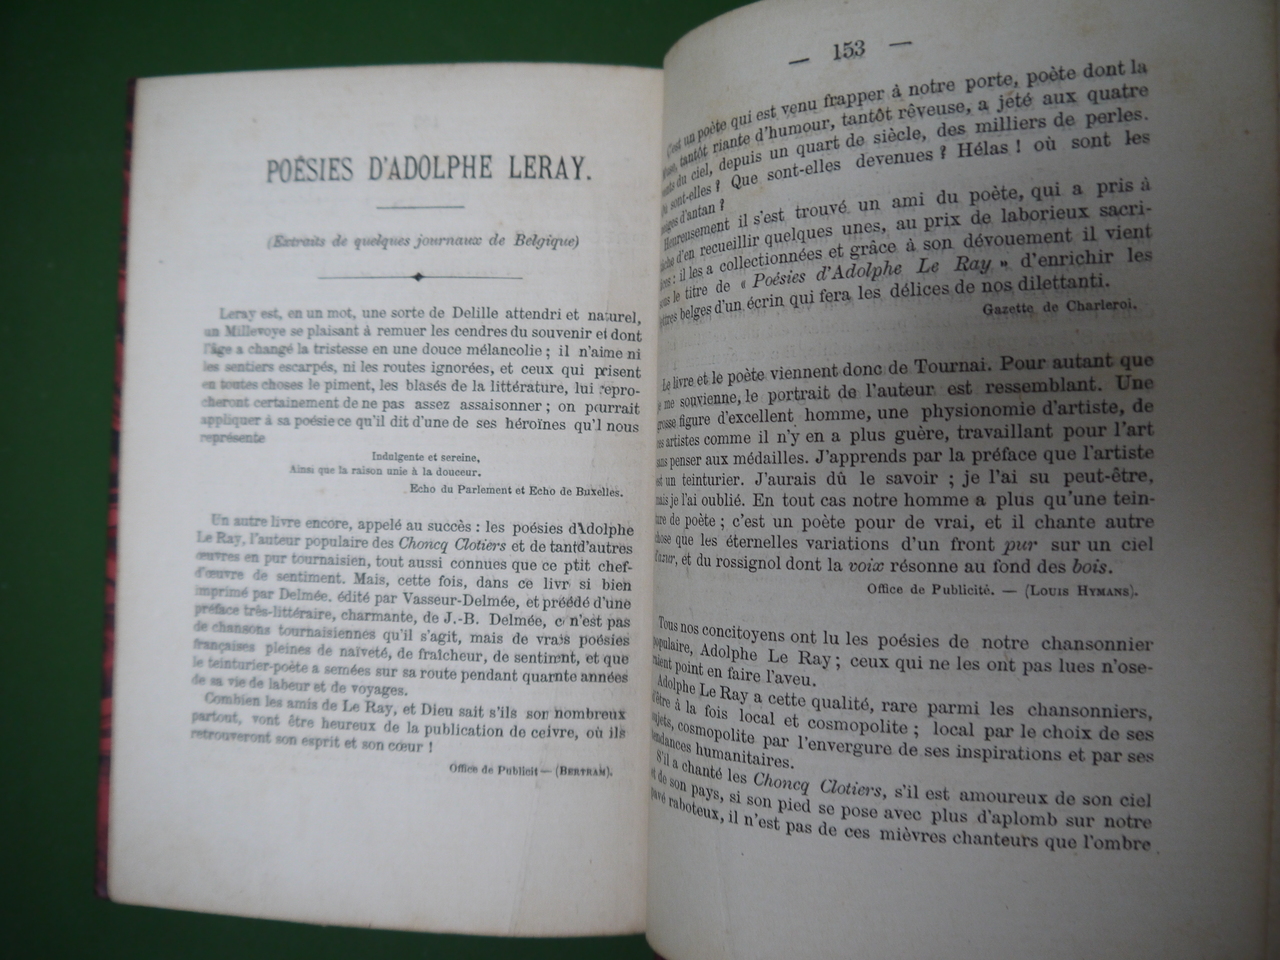 POÉSIES D'ADOLPHE LERAY.
(Extraits de quelques journaux de Belgique)
Leray est, en un mot, une sorte de Delille attendri et naturel,
un Millevoye se plaisant à remuer les cendres du souvenir et dont
l'âge a changé la tristesse en une douce mélancolie ; il n'aime ni
les sentiers escarpés, ni les routes ignorées, et ceux qui prisent
en toutes choses le piment, les blasés de la littérature, lui repro-
cheront certainement de ne pas assez assaisonner ; on pourrait
appliquer à sa poésie ce qu'il dit d'une de ses héroïnes qu'l nous
représente
Indulgente et sereine,
Ainsi que la raison unie à la douceur.
Echo du Parlement et Echo de Buxelles.
Un autre livre encore, appelé au succès : les poésies d'Adolphe
Le Ray, l'auteur populaire des Choncq Clotiers et de tant d'autres
œuvres en pur tournaisien, tout aussi connues que ce ptit chef-
d'œuvre de sentiment. Mais, cette fois, dans ce livr si bien
imprimé par Delmée. édité par Vasseur-Delmée, et préédé d'une
préface très-littéraire, charmante, de J.-B. Delmée, c n'est pas
de chansons tournaisiennes qu'il s'agit, mais de vrais poésies
françaises pleines de naïveté, de fraîcheur, de sentiment, et que
le teinturier-poète a semées sur sa route pendant quarnte années
de sa vie de labeur et de voyages.
Combien les amis de Le Ray, et Dieu sait s'ils son nombreux
partout, vont être heureux de la publication de ce ivre, où ils
retrouveront son esprit et son cœur !
Office de Publicit — (BERTRAM).
— 153 —
C'est un poète qui est venu frapper à notre porte, poète dont la
tantôt riante d'humour, tantôt rêveuse, a jété aux quatre
du ciel, depuis un quart de siècle, des milliers de perles.
sont-elles ? Que sont-elles devenues ? Hélas ! où sont les
d'antan ?
Heureusement il s'est trouvé un ami du poète, qui a pris à
d'en recueillir quelques unes, au prix de laborieux sacri-
: il les a collectionnées et grâce à son dévouement il vient
le titre de « Poésies d'Adolphe Le Ray » d'enrichir les
belges d'un écrin qui fera les délices de nos dilettanti.
Gazette de Charleroi.
Le livre et le poète viennent donc de Tournai. Pour autant que
me souvienne, le portrait de l'auteur est ressemblant. Une
grosse figure d'excellent homme, une physionomie d'artiste, de
artistes comme il n'y en a plus guère, travaillant pour l'art
penser aux médailles. J'apprends par la préface que l'artiste
un teinturier. J'aurais dû le savoir ; je l'ai su peut-être,
mais je l'ai oublié. En tout cas notre homme a plus qu'une tein-
de poète ; c'est un poète pour de vrai, et il chante autre
chose que les éternelles variations d'un front pur sur un ciel
d'azur, et du rossignol dont la voix résonne au fond des bois.
Office de Publicité. — (LOUIS HYMANS).
Tous nos concitoyens ont lu les poésies de notre chansonnier
populaire, Adolphe Le Ray ; ceux qui ne les ont pas lues n'ose-
point en faire l'aveu.
Adolphe Le Ray a cette qualité, rare parmi les chansonniers,
d'être à la fois local et cosmopolite ; local par le choix de ses
sujets, cosmopolite par l'envergure de ses inspirations et par ses
tendances humanitaires.
S'il a chanté les Choncq Clotiers, s'il est amoureux de son ciel
et de son pays, si son pied se pose avec plus d'aplomb sur notre
pavé raboteux, il n'est pas de ces mièvres chanteurs que l'ombre